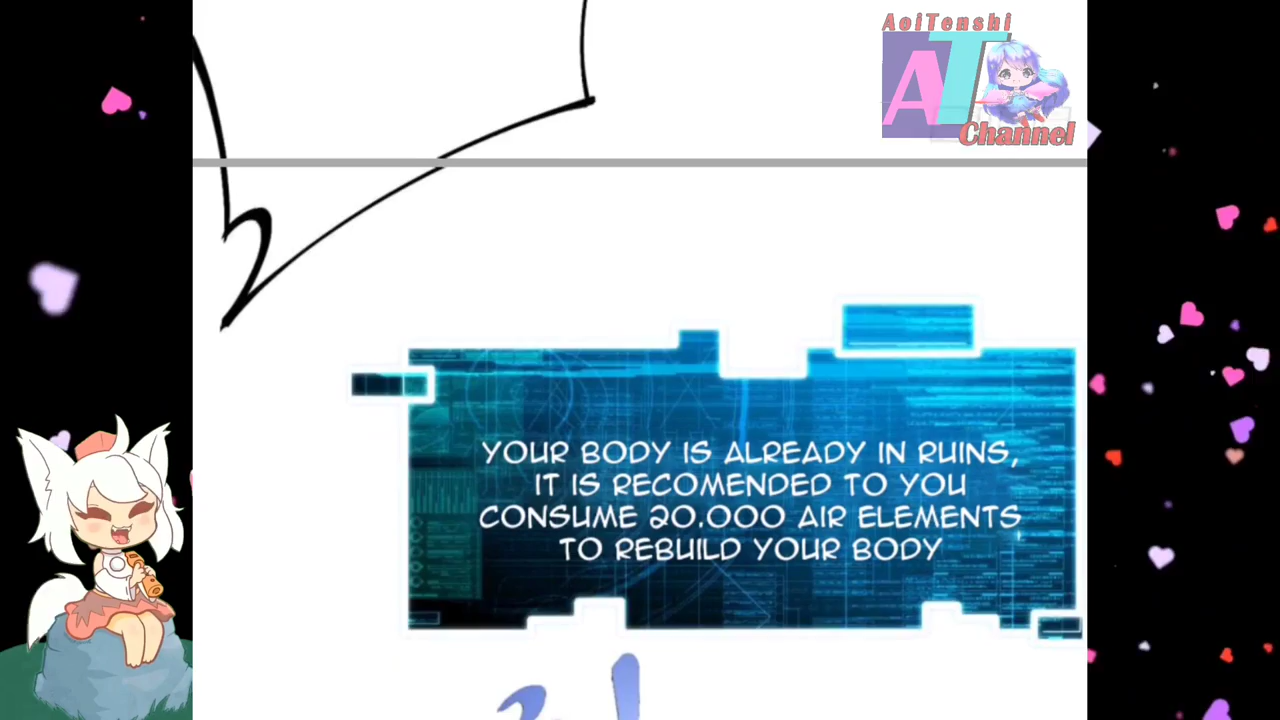 AoiTenshi
AT
Channel
YOUR BODY IS ALREADY IN RUINS,
IT IS RECOMENDED TO YOU
CONSUME 20.000 AIR ELEMENTS
TO REBUILD YOUR BODY